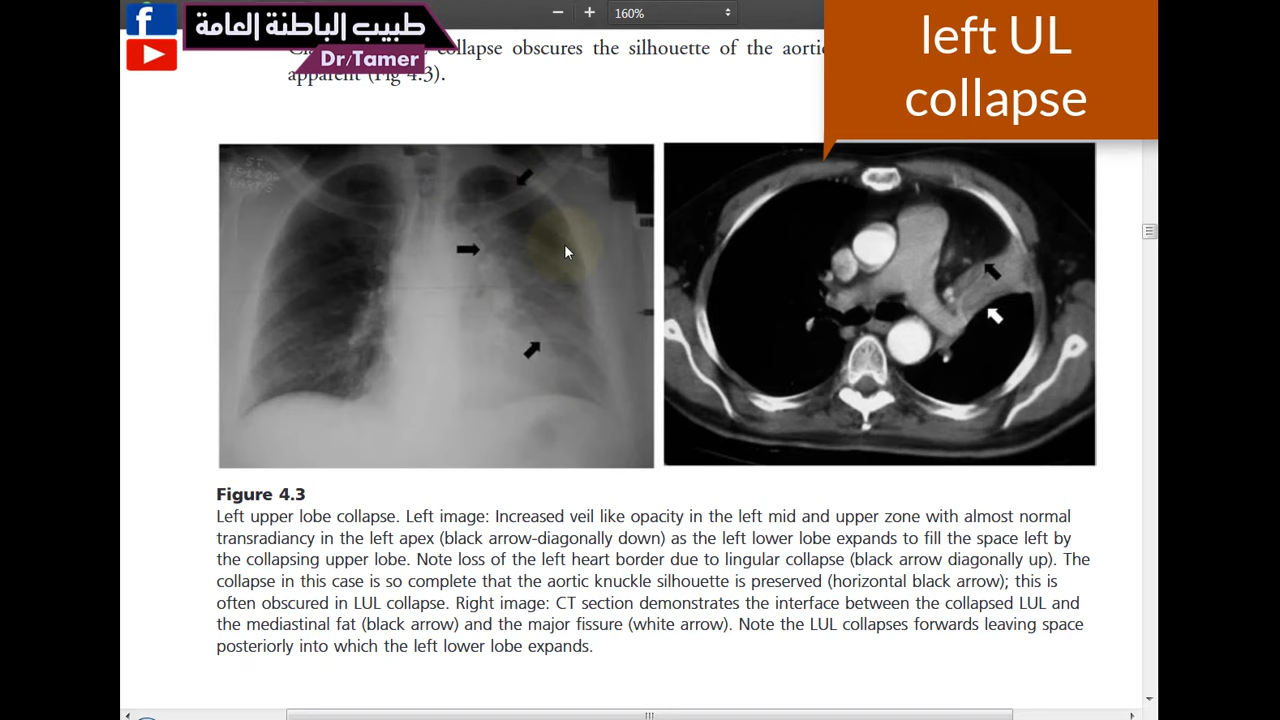 160%
طبيب الباطنة العامة
Dr/Tamer
left UL
collapse
collapse obscures the silhouette of the aortic
apparent (Fig 4.3).
Figure 4.3
Left upper lobe collapse. Left image: Increased veil like opacity in the left mid and upper zone with almost normal
transradiancy in the left apex (black arrow-diagonally down) as the left lower lobe expands to fill the space left by
the collapsing upper lobe. Note loss of the left heart border due to lingular collapse (black arrow diagonally up). The
collapse in this case is so complete that the aortic knuckle silhouette is preserved (horizontal black arrow); this is
often obscured in LUL collapse. Right image: CT section demonstrates the interface between the collapsed LUL and
the mediastinal fat (black arrow) and the major fissure (white arrow). Note the LUL collapses forwards leaving space
posteriorly into which the left lower lobe expands.